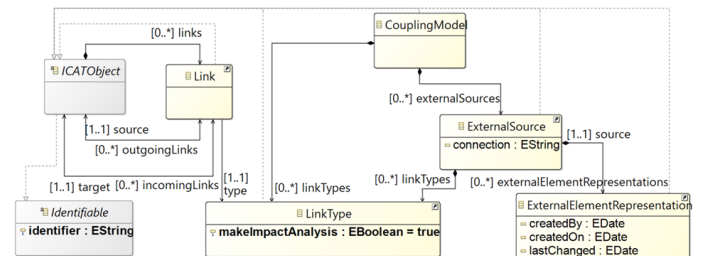 CouplingModel
[0..*] links
ICATObject
Link
[0..*] externalSources
ExternalSource
connection : EString
[1..1] source
[1..1] source
[0..*] outgoingLinks
[1..1] target
[0..*] incomingLinks
[1..1]
type
[0..*] linkTypes
[0..*] linkTypes
[0..*] externalElementRepresentations
Identifiable
identifier : EString
LinkType
makeImpactAnalysis : EBoolean = true
ExternalElementRepresentation
createdBy : EDate
createdOn : EDate
lastChanged : EDate